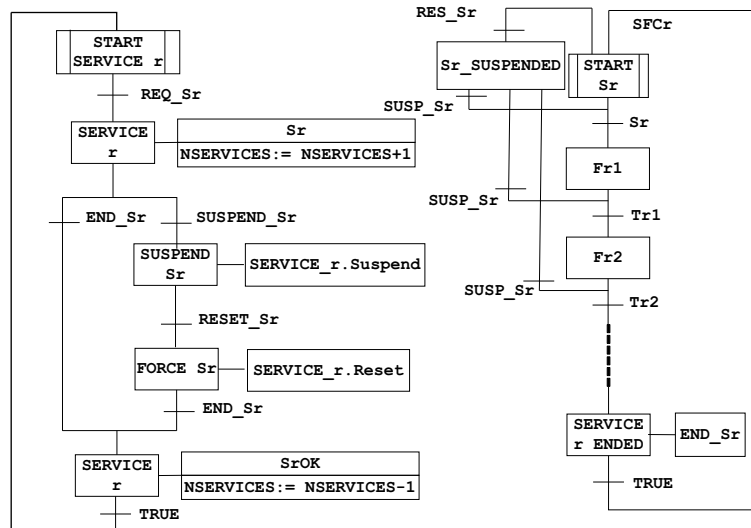 START
SERVICE r
REQ_Sr
SERVICE
r
Sr
NSERVICES:= NSERVICES+1
END_Sr
SUSPEND_Sr
SUSPEND
Sr
SERVICE_r.Suspend
RESET_Sr
FORCE Sr
SERVICE_r.Reset
END_Sr
SERVICE
r
SrOK
NSERVICES:= NSERVICES-1
TRUE
RES_Sr
SFCr
Sr_SUSPENDED
START
Sr
SUSP_Sr
Sr
Fr1
SUSP_Sr
Tr1
Fr2
SUSP_Sr
Tr2
SERVICE
r ENDED
END_Sr
TRUE